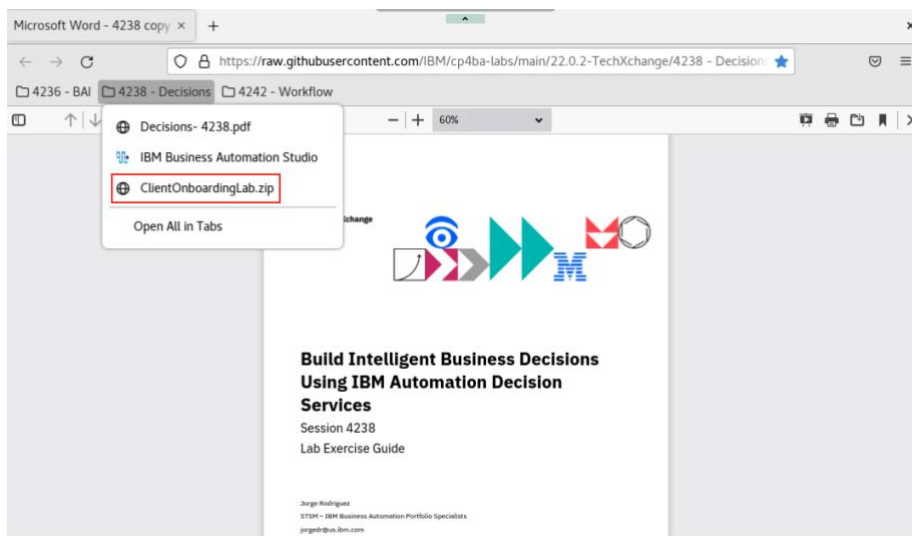 Microsoft Word - 4238 copy × +
https://raw.githubusercontent.com/IBM/cp4ba-labs/main/22.0.2-TechXchange/4238 - Decision
4236 - BAI 4238 - Decisions 4242 - Workflow
60%
Decisions- 4238.pdf
IBM Business Automation Studio
ClientOnboardingLab.zip
Open All in Tabs
change
Build Intelligent Business Decisions
Using IBM Automation Decision
Services
Session 4238
Lab Exercise Guide
Jorge Rodriguez
STSM – IBM Business Automation Portfolio Specialists
jorgedr@us.ibm.com